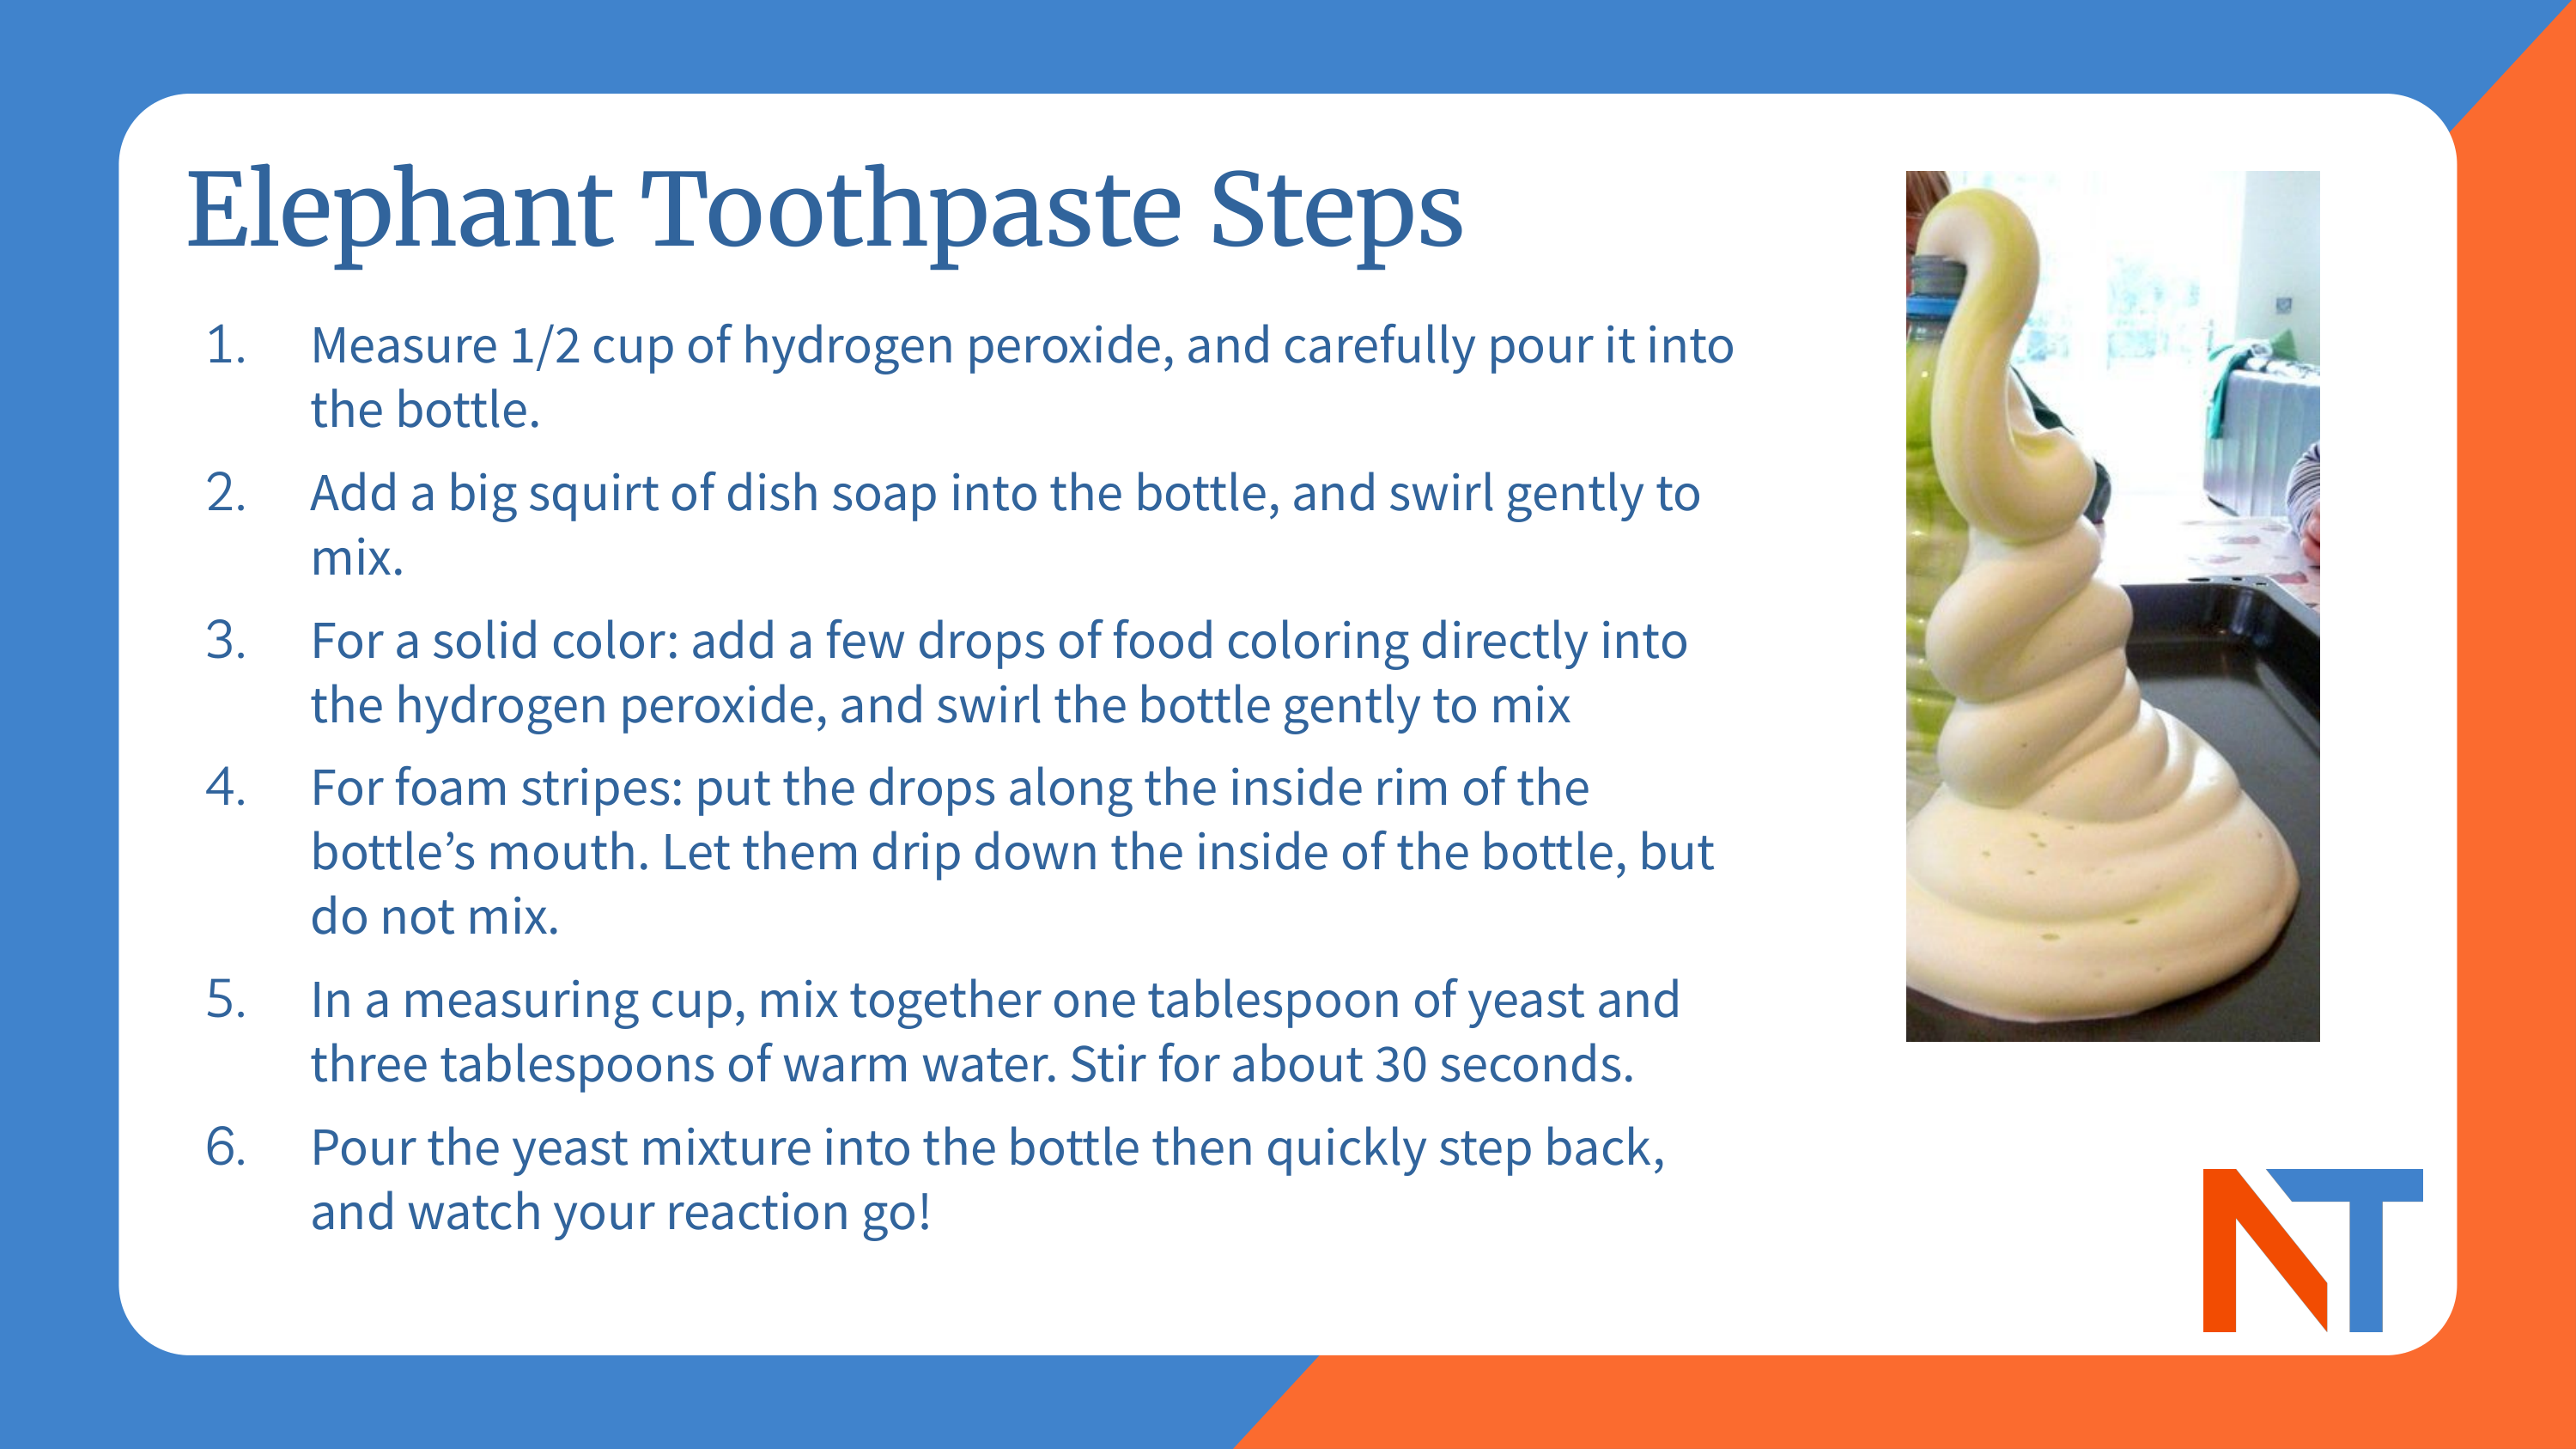 Elephant Toothpaste Steps
1. Measure 1/2 cup of hydrogen peroxide, and carefully pour it into
the bottle.
2. Add a big squirt of dish soap into the bottle, and swirl gently to
mix.
3. For a solid color: add a few drops of food coloring directly into
the hydrogen peroxide, and swirl the bottle gently to mix
4. For foam stripes: put the drops along the inside rim of the
bottle’s mouth. Let them drip down the inside of the bottle, but
do not mix.
5. In a measuring cup, mix together one tablespoon of yeast and
three tablespoons of warm water. Stir for about 30 seconds.
6. Pour the yeast mixture into the bottle then quickly step back,
and watch your reaction go!
NT